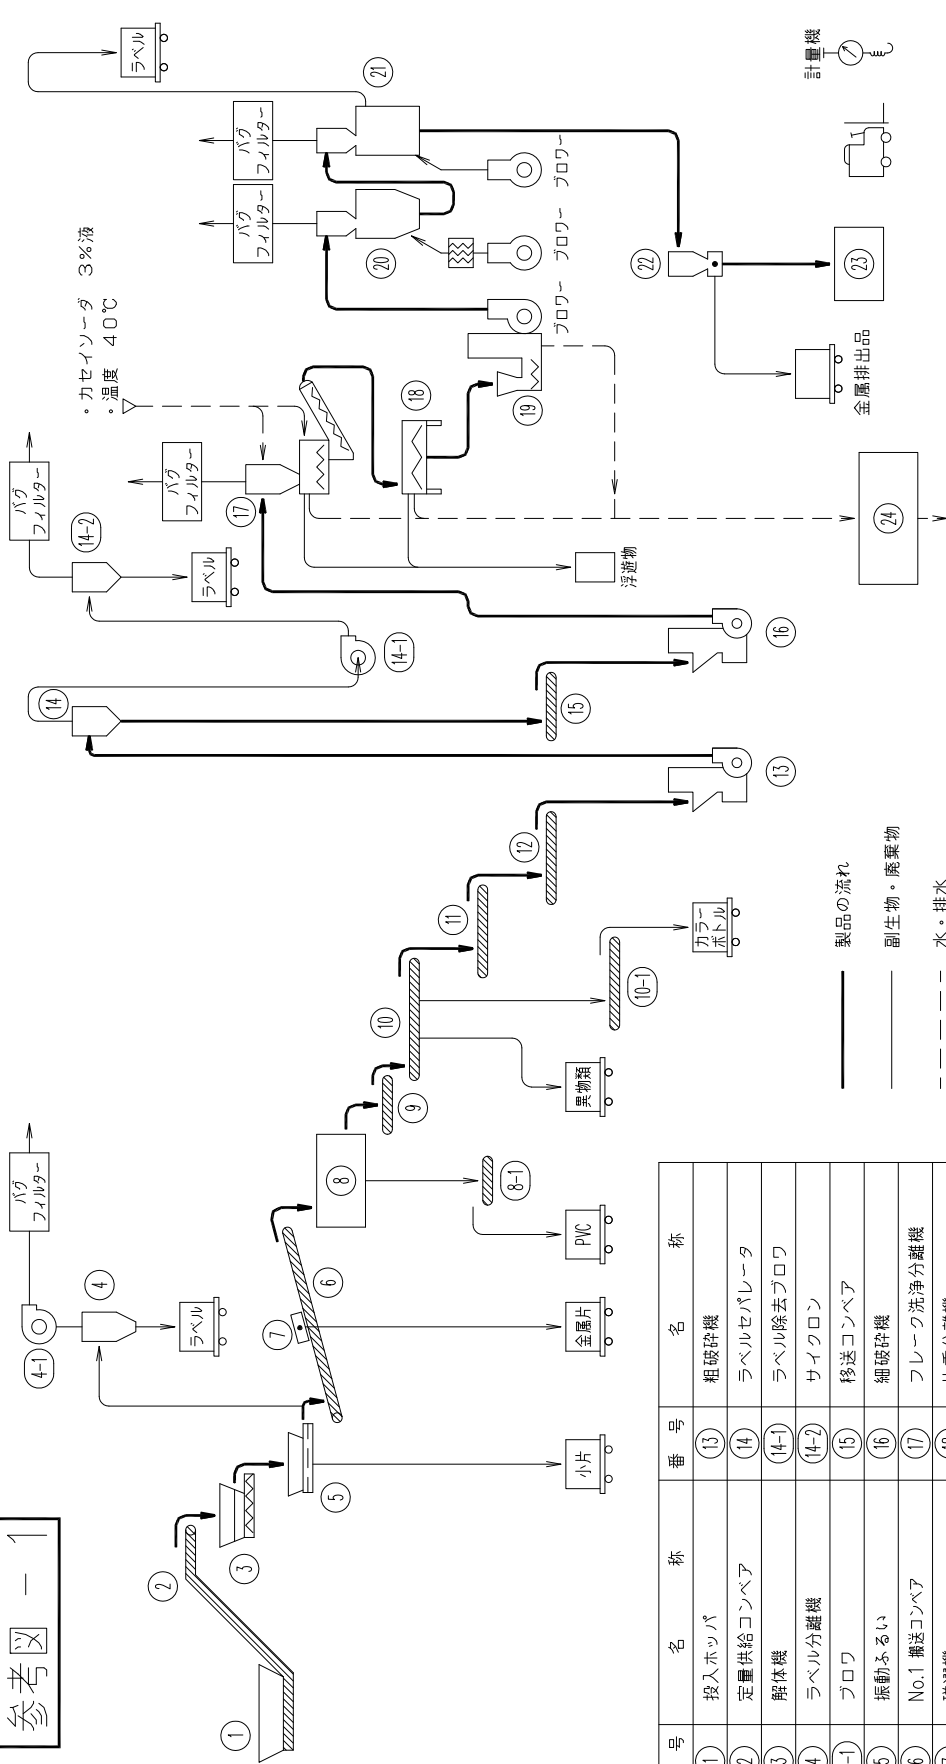 参考図－1
1
2
3
4
4-1
5
6
7
8
8-1
9
10
10-1
11
12
13
14
14-1
14-2
15
16
17
18
19
20
21
22
23
24
バグ
フィルター
ラベル
小片
金属片
PVC
異物類
カラー
ボトル
バグ
フィルター
ラベル
バグ
フィルター
・カセイソーダ 3%液
・温度 40℃
浮遊物
バグ
フィルター
バグ
フィルター
ラベル
ブロワー
ブロワー
ブロワー
金属排出品
計量機
製品の流れ
副生物・廃棄物
水・排水
号 名 称 番 号 名 称
1 投入ホッパ 13 粗破砕機
2 定量供給コンベア 14 ラベルセパレータ
3 解体機 14-1 ラベル除去ブロワ
4 ラベル分離機 14-2 サイクロン
-1 ブロワ 15 移送コンベア
5 振動ふるい 16 細破砕機
6 No.1 搬送コンベア 17 フレーク洗浄分離機